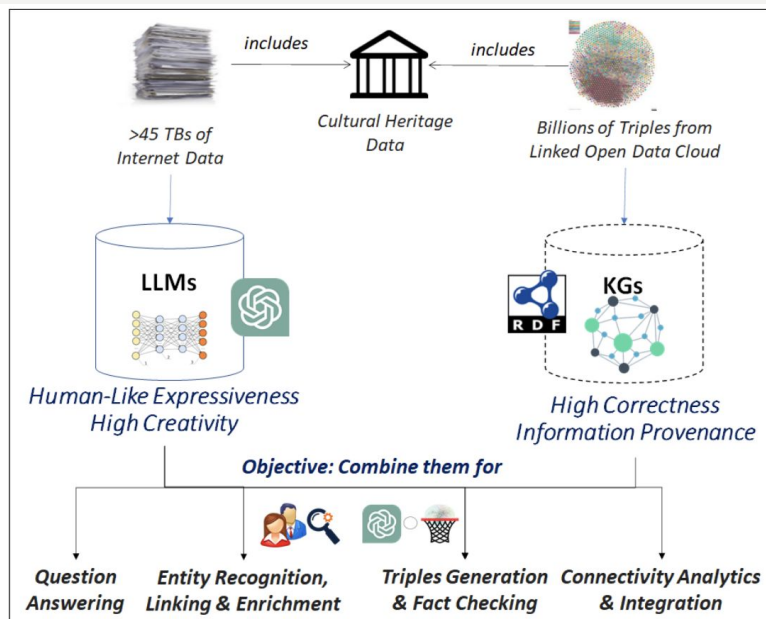 includes
includes
>45 TBs of
Internet Data
Cultural Heritage
Data
Billions of Triples from
Linked Open Data Cloud
LLMs
RDF
KGs
Human-Like Expressiveness
High Creativity
High Correctness
Information Provenance
Objective: Combine them for
Question
Answering
Entity Recognition,
Linking & Enrichment
Triples Generation
& Fact Checking
Connectivity Analytics
& Integration